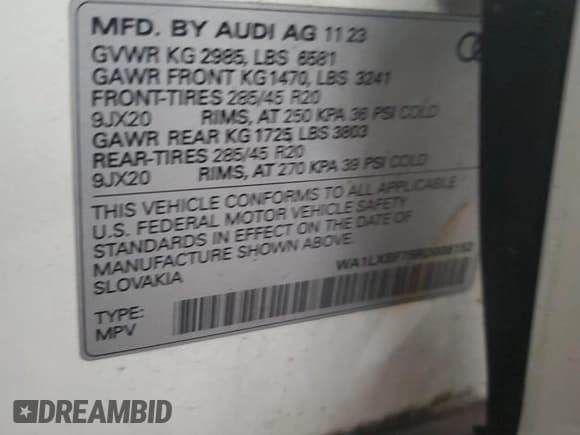 MFD. BY AUDI AG 11 23
GVWR KG 2985, LBS 6581
GAWR FRONT KG 1470, LBS 3241
FRONT-TIRES 285/45 R20
9JX20 RIMS, AT 250 KPA 36 PSI COLD
GAWR REAR KG 1725, LBS 3803
REAR-TIRES 285/45 R20
9JX20 RIMS, AT 270 KPA 39 PSI COLD
THIS VEHICLE CONFORMS TO ALL APPLICABLE
U.S. FEDERAL MOTOR VEHICLE SAFETY
STANDARDS IN EFFECT ON THE DATE OF
MANUFACTURE SHOWN ABOVE.
SLOVAKIA
TYPE:
MPV
DREAMBID